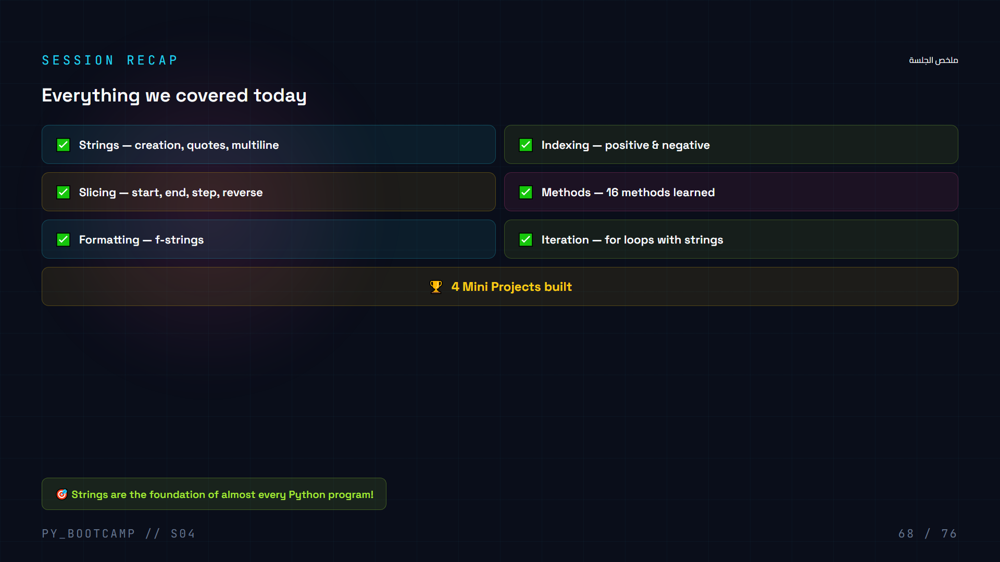 SESSION RECAP
ملخص الجلسة
Everything we covered today
✅ Strings — creation, quotes, multiline
✅ Indexing — positive & negative
✅ Slicing — start, end, step, reverse
✅ Methods — 16 methods learned
✅ Formatting — f-strings
✅ Iteration — for loops with strings
🏆 4 Mini Projects built
🎯 Strings are the foundation of almost every Python program!
PY_BOOTCAMP // S04
68 / 76